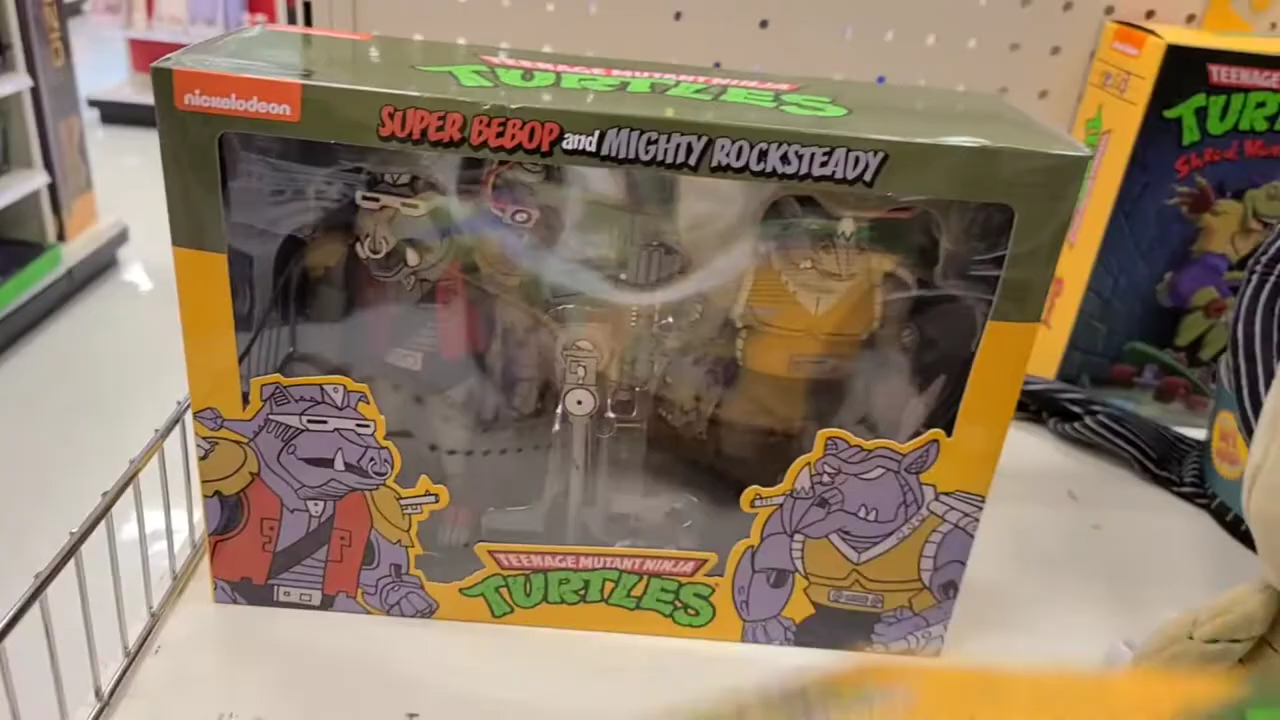 nickelodeon
TEENAGE MUTANT NINJA
TURTLES
SUPER BEBOP and MIGHTY ROCKSTEADY
TEENAGE MUTANT NINJA
TURTLES
TEENAGE
TUR